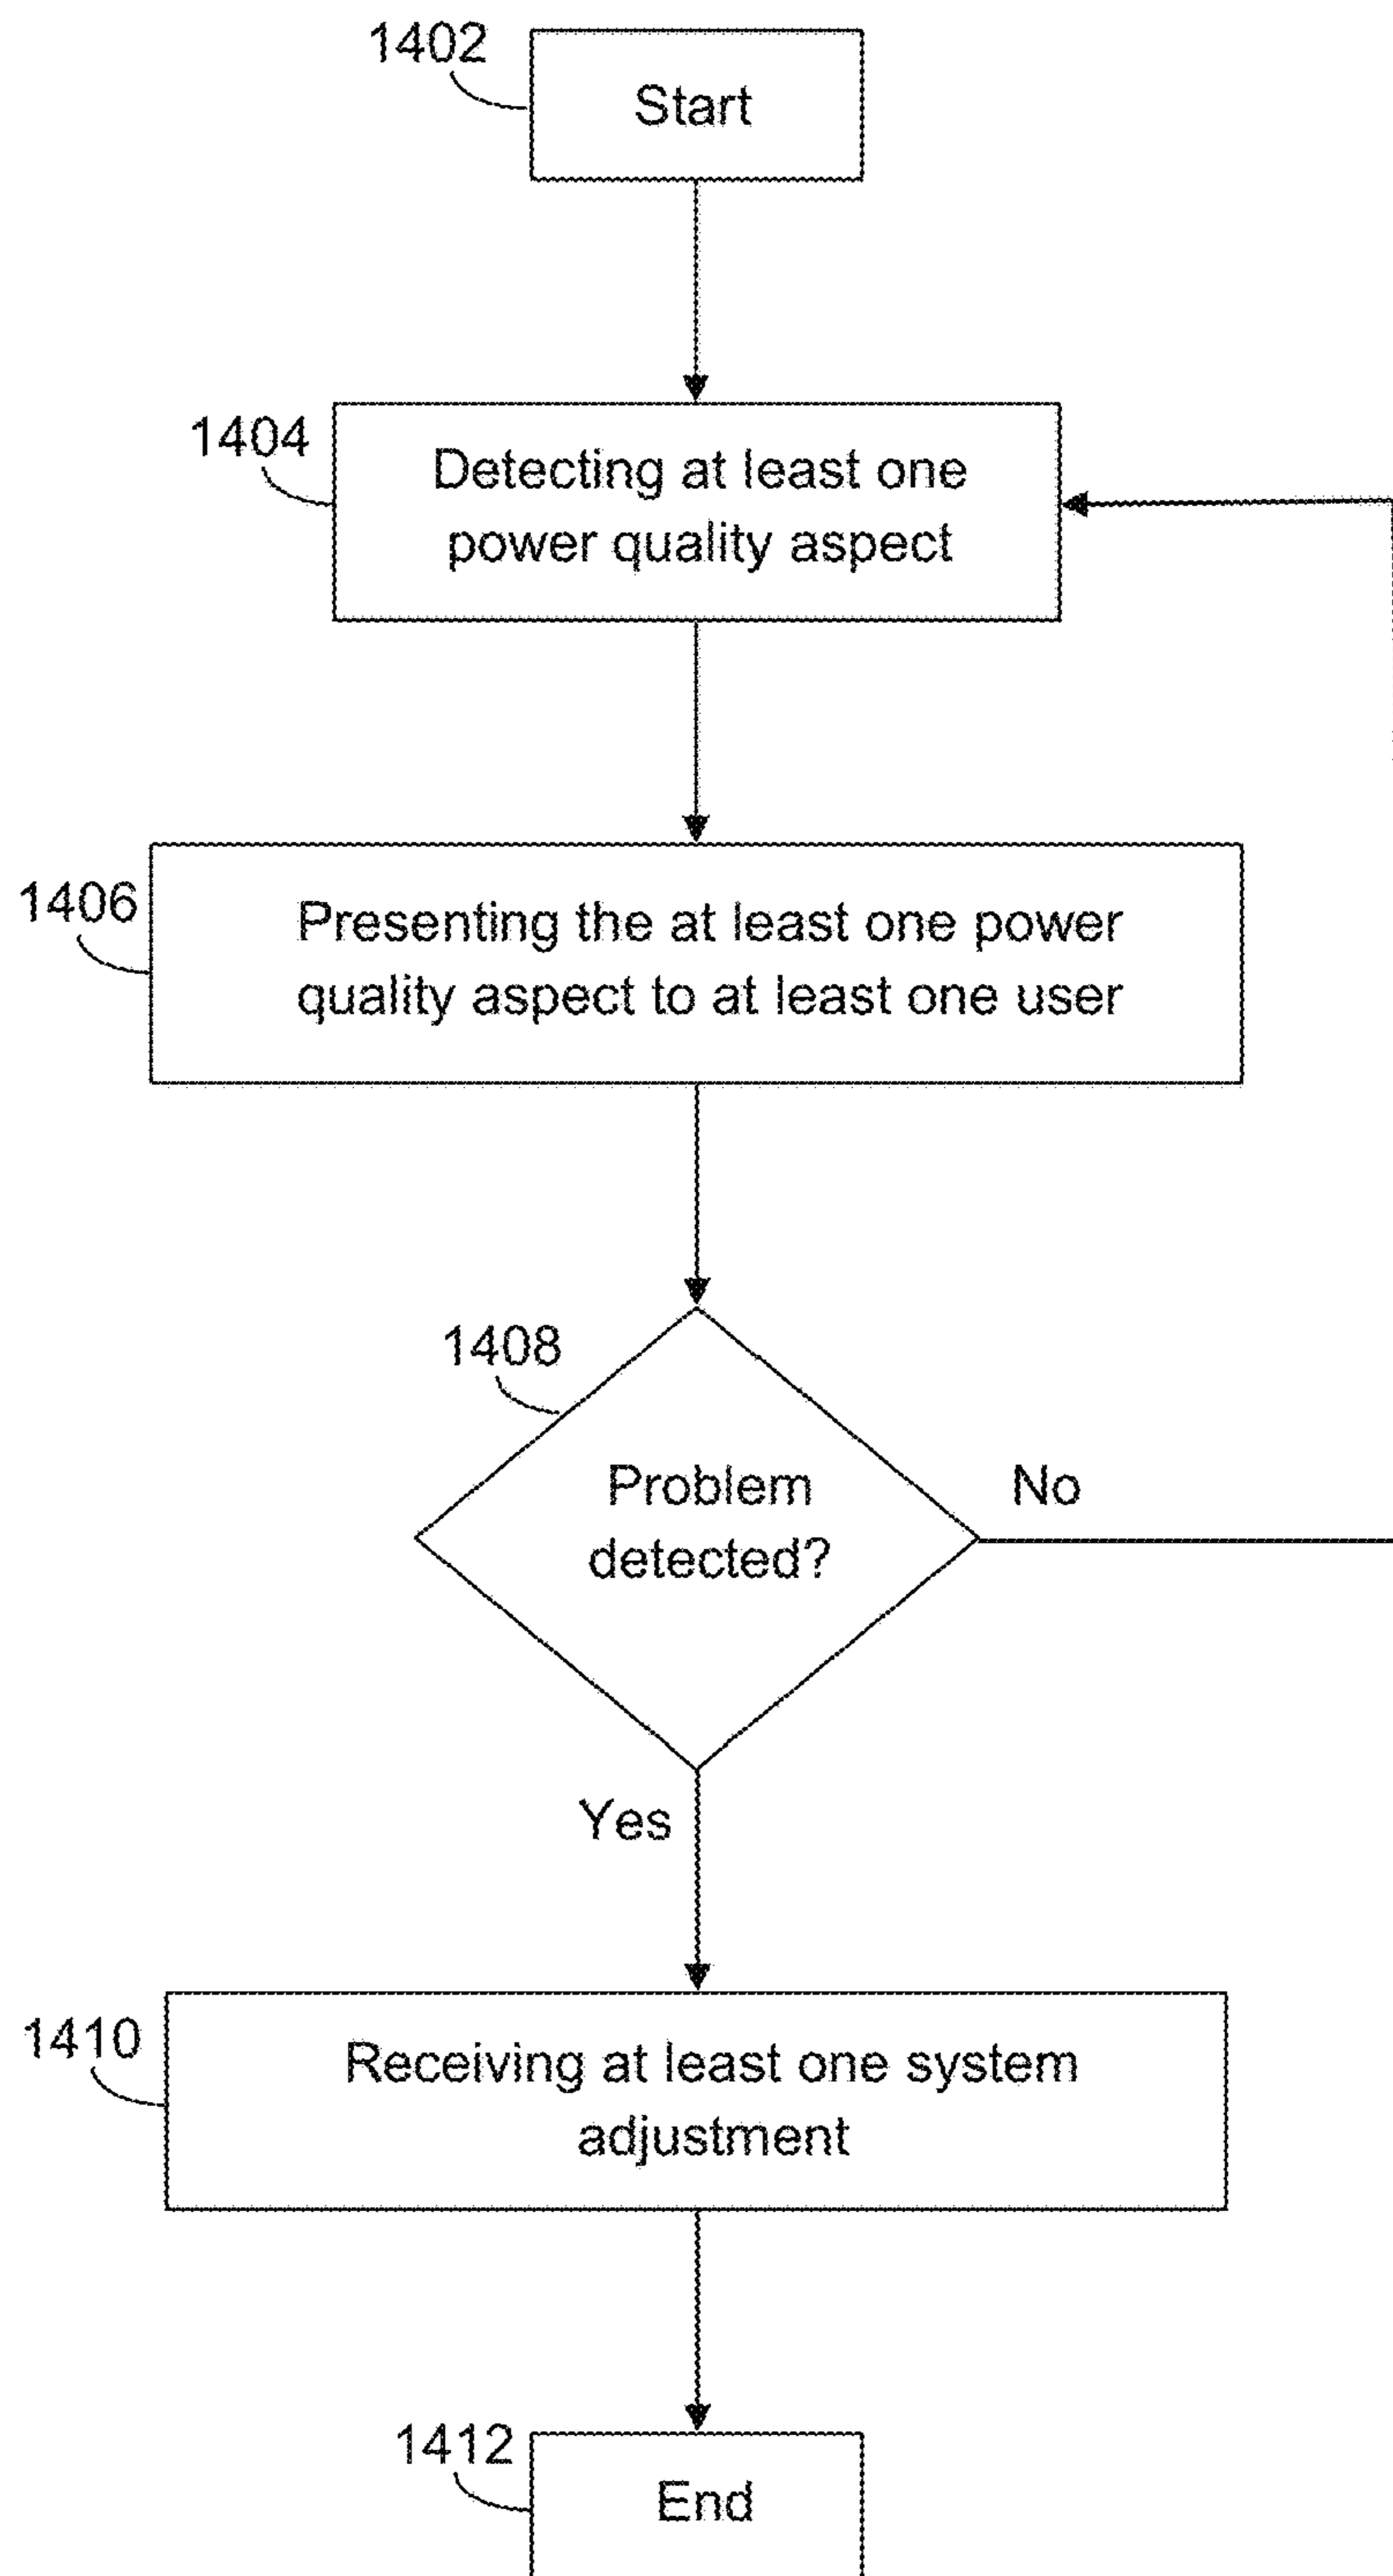 1402
Start
1404
Detecting at least one
power quality aspect
1406
Presenting the at least one power
quality aspect to at least one user
1408
Problem
detected?
No
Yes
1410
Receiving at least one system
adjustment
1412
End